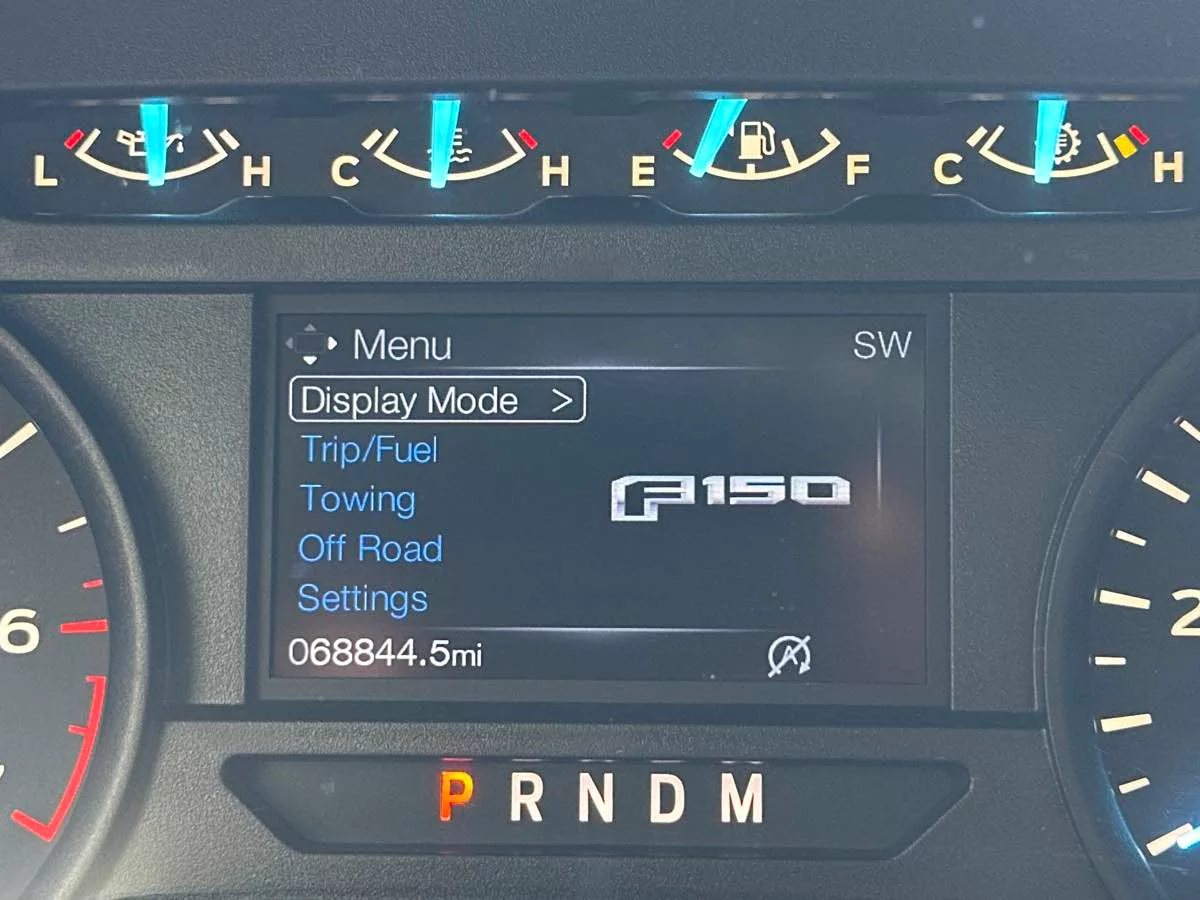 L H C H E F C H
Menu SW
Display Mode >
Trip/Fuel
Towing
F150
Off Road
Settings
6
2
068844.5mi
A
P R N D M